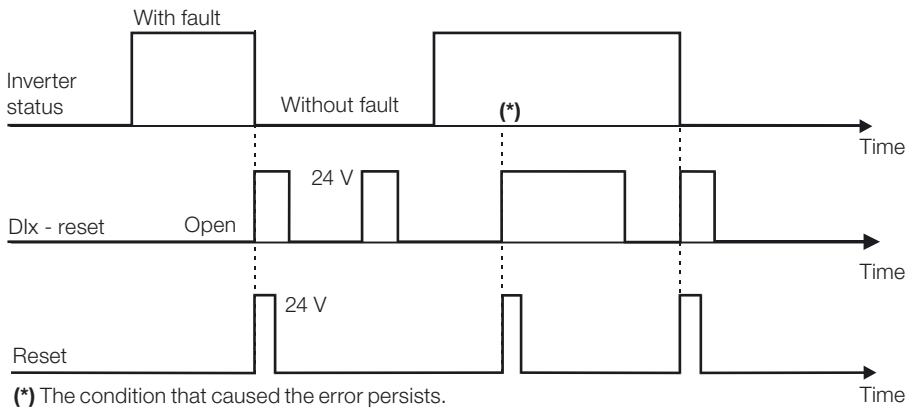 With fault
Inverter
status
Without fault
(*)
Time
24 V
DIx - reset
Open
Time
24 V
Reset
(*) The condition that caused the error persists.
Time